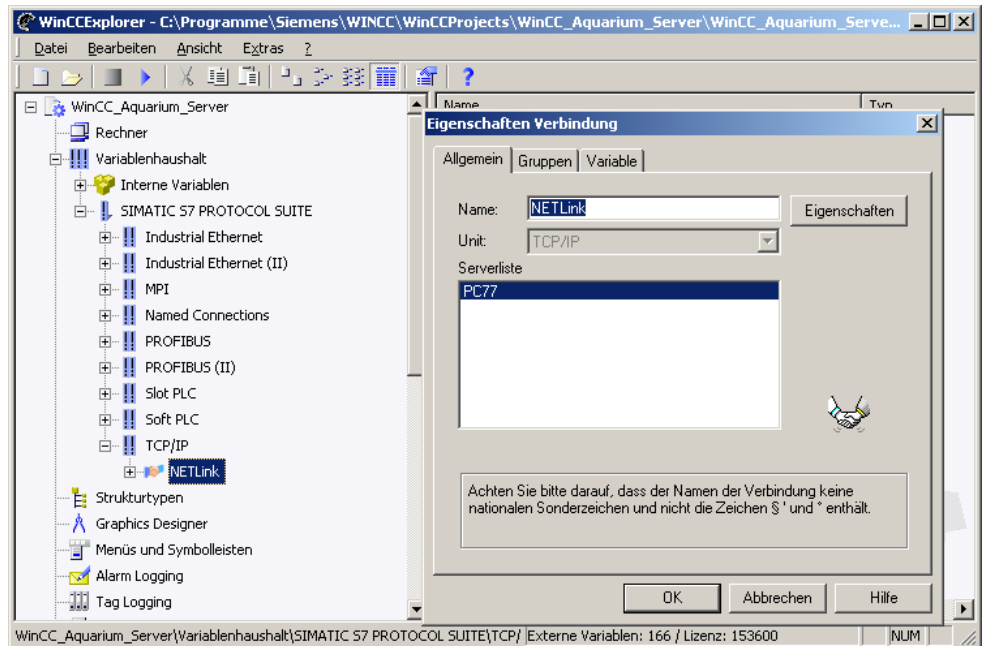 WinCCExplorer - C:\Programme\Siemens\WINCC\WinCCProjects\WinCC_Aquarium_Server\WinCC_Aquarium_Serve...
Datei Bearbeiten Ansicht Extras ?
WinCC_Aquarium_Server
Rechner
Variablenhaushalt
Interne Variablen
SIMATIC S7 PROTOCOL SUITE
Industrial Ethernet
Industrial Ethernet (II)
MPI
Named Connections
PROFIBUS
PROFIBUS (II)
Slot PLC
Soft PLC
TCP/IP
NETLink
Strukturtypen
Graphics Designer
Menüs und Symbolleisten
Alarm Logging
Tag Logging
Name Typ
Eigenschaften Verbindung
Allgemein Gruppen Variable
Name: NETLink Eigenschaften
Unit: TCP/IP
Serverliste
PC77
Achten Sie bitte darauf, dass der Namen der Verbindung keine
nationalen Sonderzeichen und nicht die Zeichen § ' und " enthält.
OK Abbrechen Hilfe
WinCC_Aquarium_Server\Variablenhaushalt\SIMATIC S7 PROTOCOL SUITE\TCP/ Externe Variablen: 166 / Lizenz: 153600 NUM